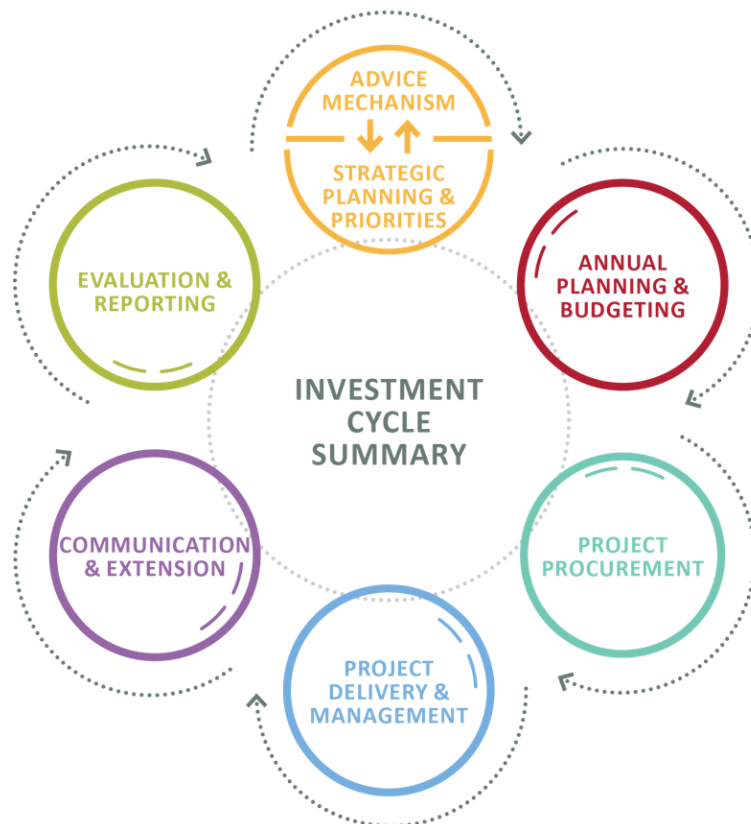 ADVICE
MECHANISM
STRATEGIC
PLANNING &
PRIORITIES
ANNUAL
PLANNING &
BUDGETING
PROJECT
PROCUREMENT
PROJECT
DELIVERY &
MANAGEMENT
COMMUNICATION
& EXTENSION
EVALUATION &
REPORTING
INVESTMENT
CYCLE
SUMMARY